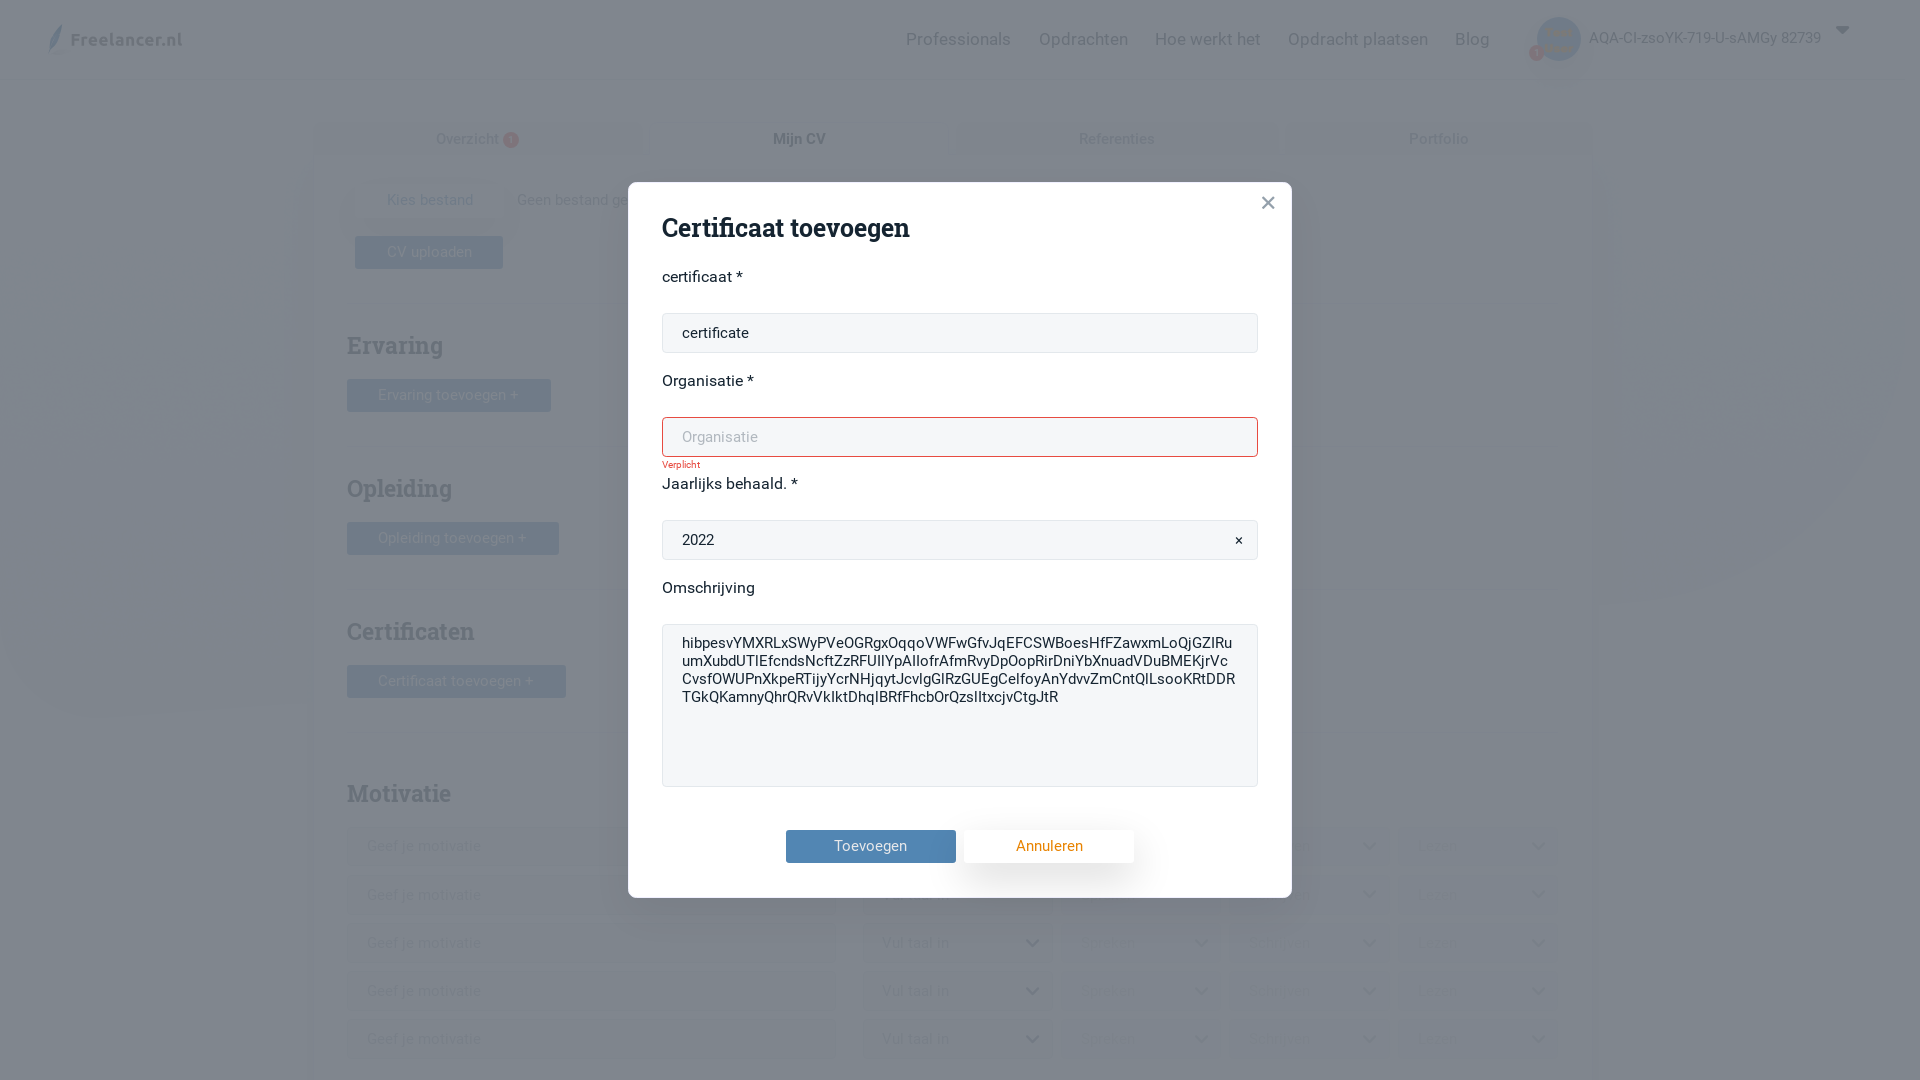 Freelancer.nl
Professionals Opdrachten Hoe werkt het Opdracht plaatsen Blog AQA-CI-zsoYK-719-U-sAMGy 82739
Overzicht Mijn CV Referenties Portfolio
Kies bestand Geen bestand ge
CV uploaden
Ervaring
Ervaring toevoegen +
Opleiding
Opleiding toevoegen +
Certificaten
Certificaat toevoegen +
Motivatie
Geef je motivatie
Geef je motivatie
Geef je motivatie Vul taal in
Geef je motivatie Vul taal in
Geef je motivatie Vul taal in
×
Certificaat toevoegen
certificaat *
certificate
Organisatie *
Organisatie
Verplicht
Jaarlijks behaald. *
2022 ×
Omschrijving
Toevoegen Annuleren